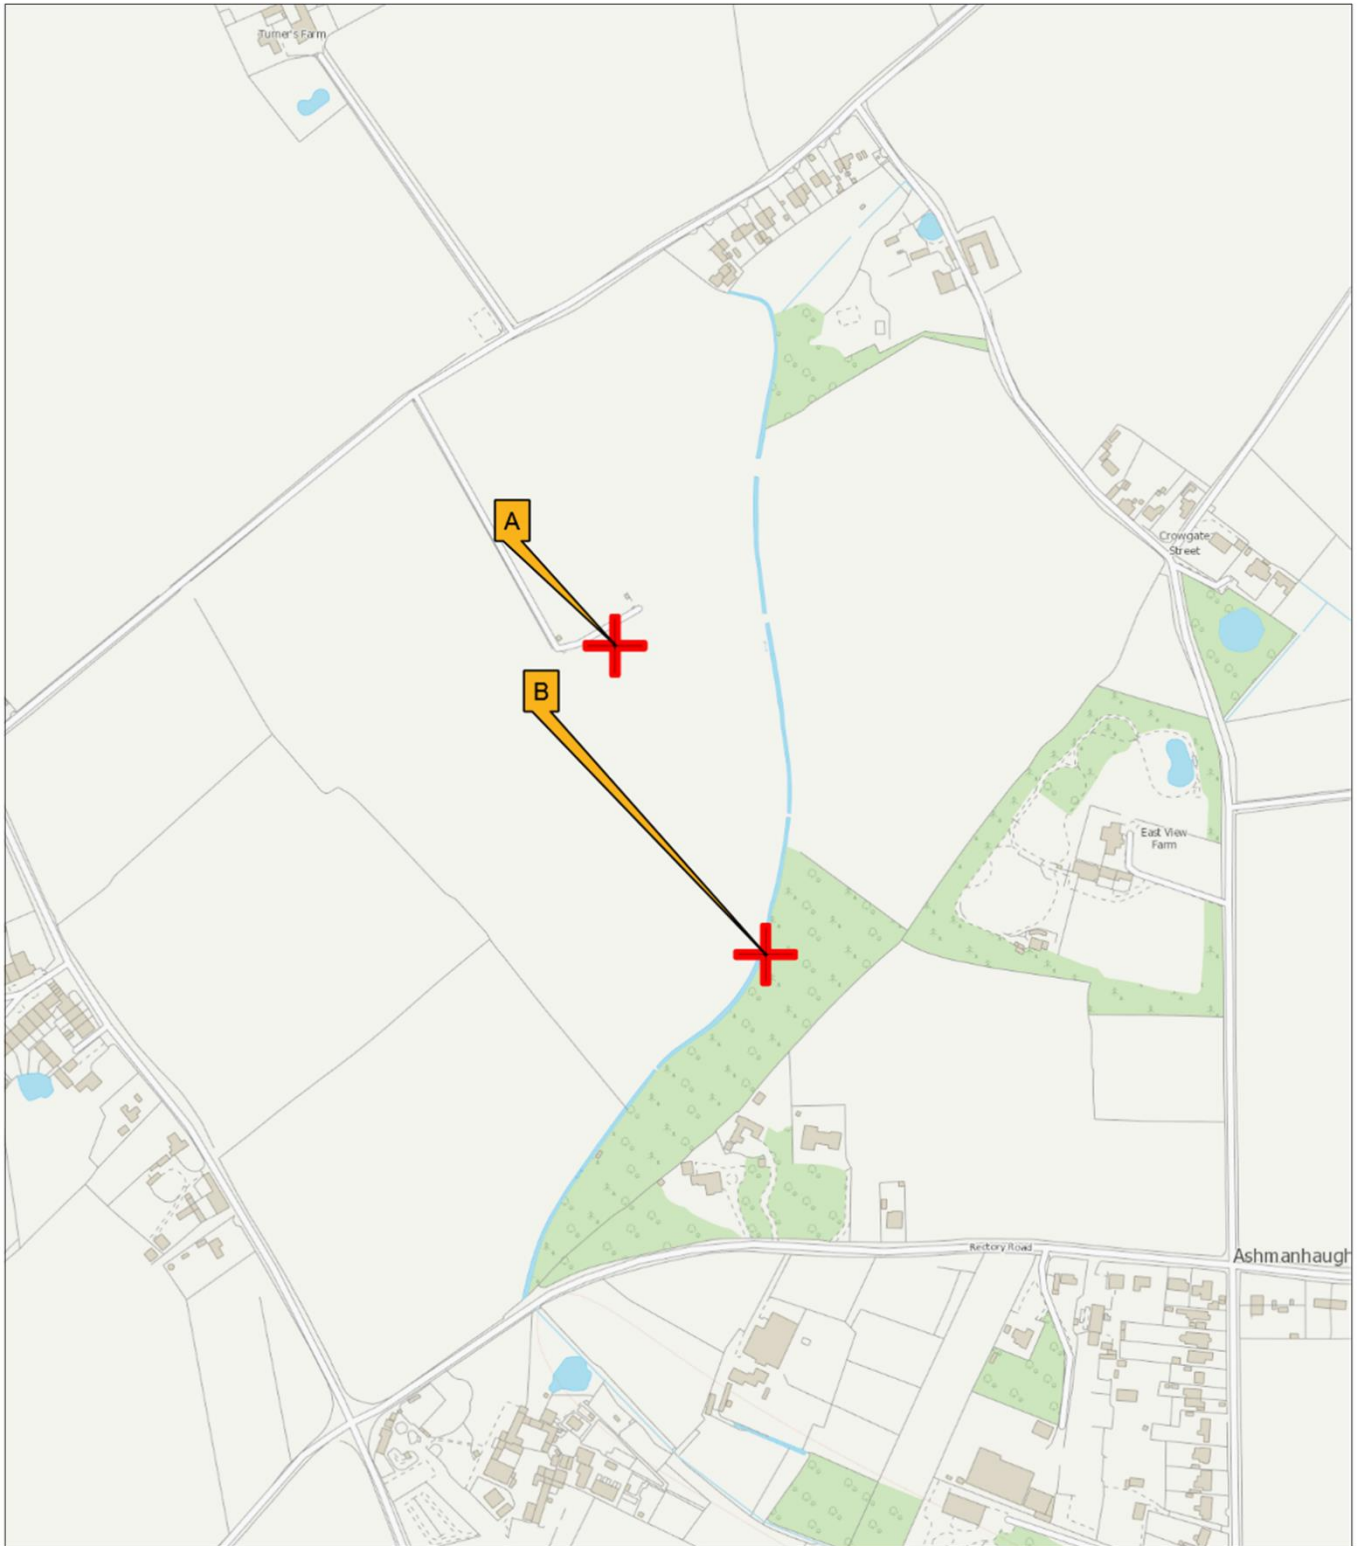 Turner's Farm
A
Crowgate
Street
B
East View
Farm
Rectory Road
Ashmanhaugh